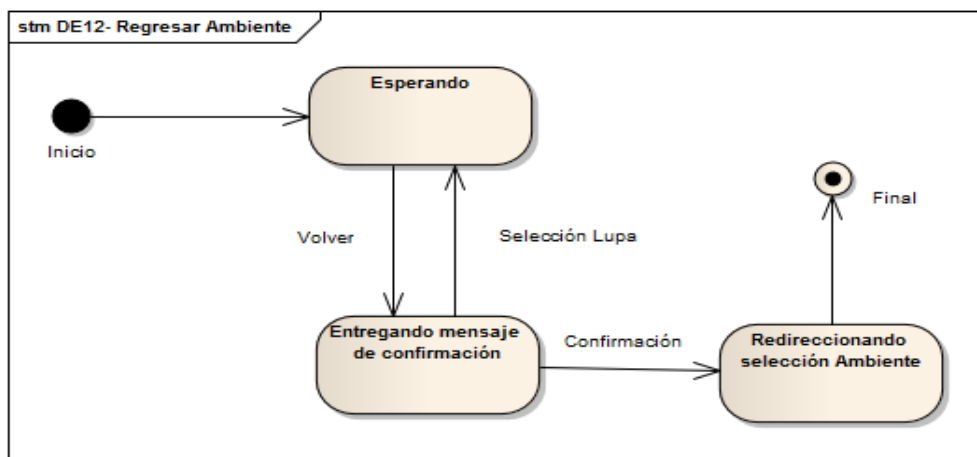 stm DE12- Regresar Ambiente
Esperando
Inicio
Final
Volver
Selección Lupa
Entregando mensaje
de confirmación
Confirmación
Redireccionando
selección Ambiente